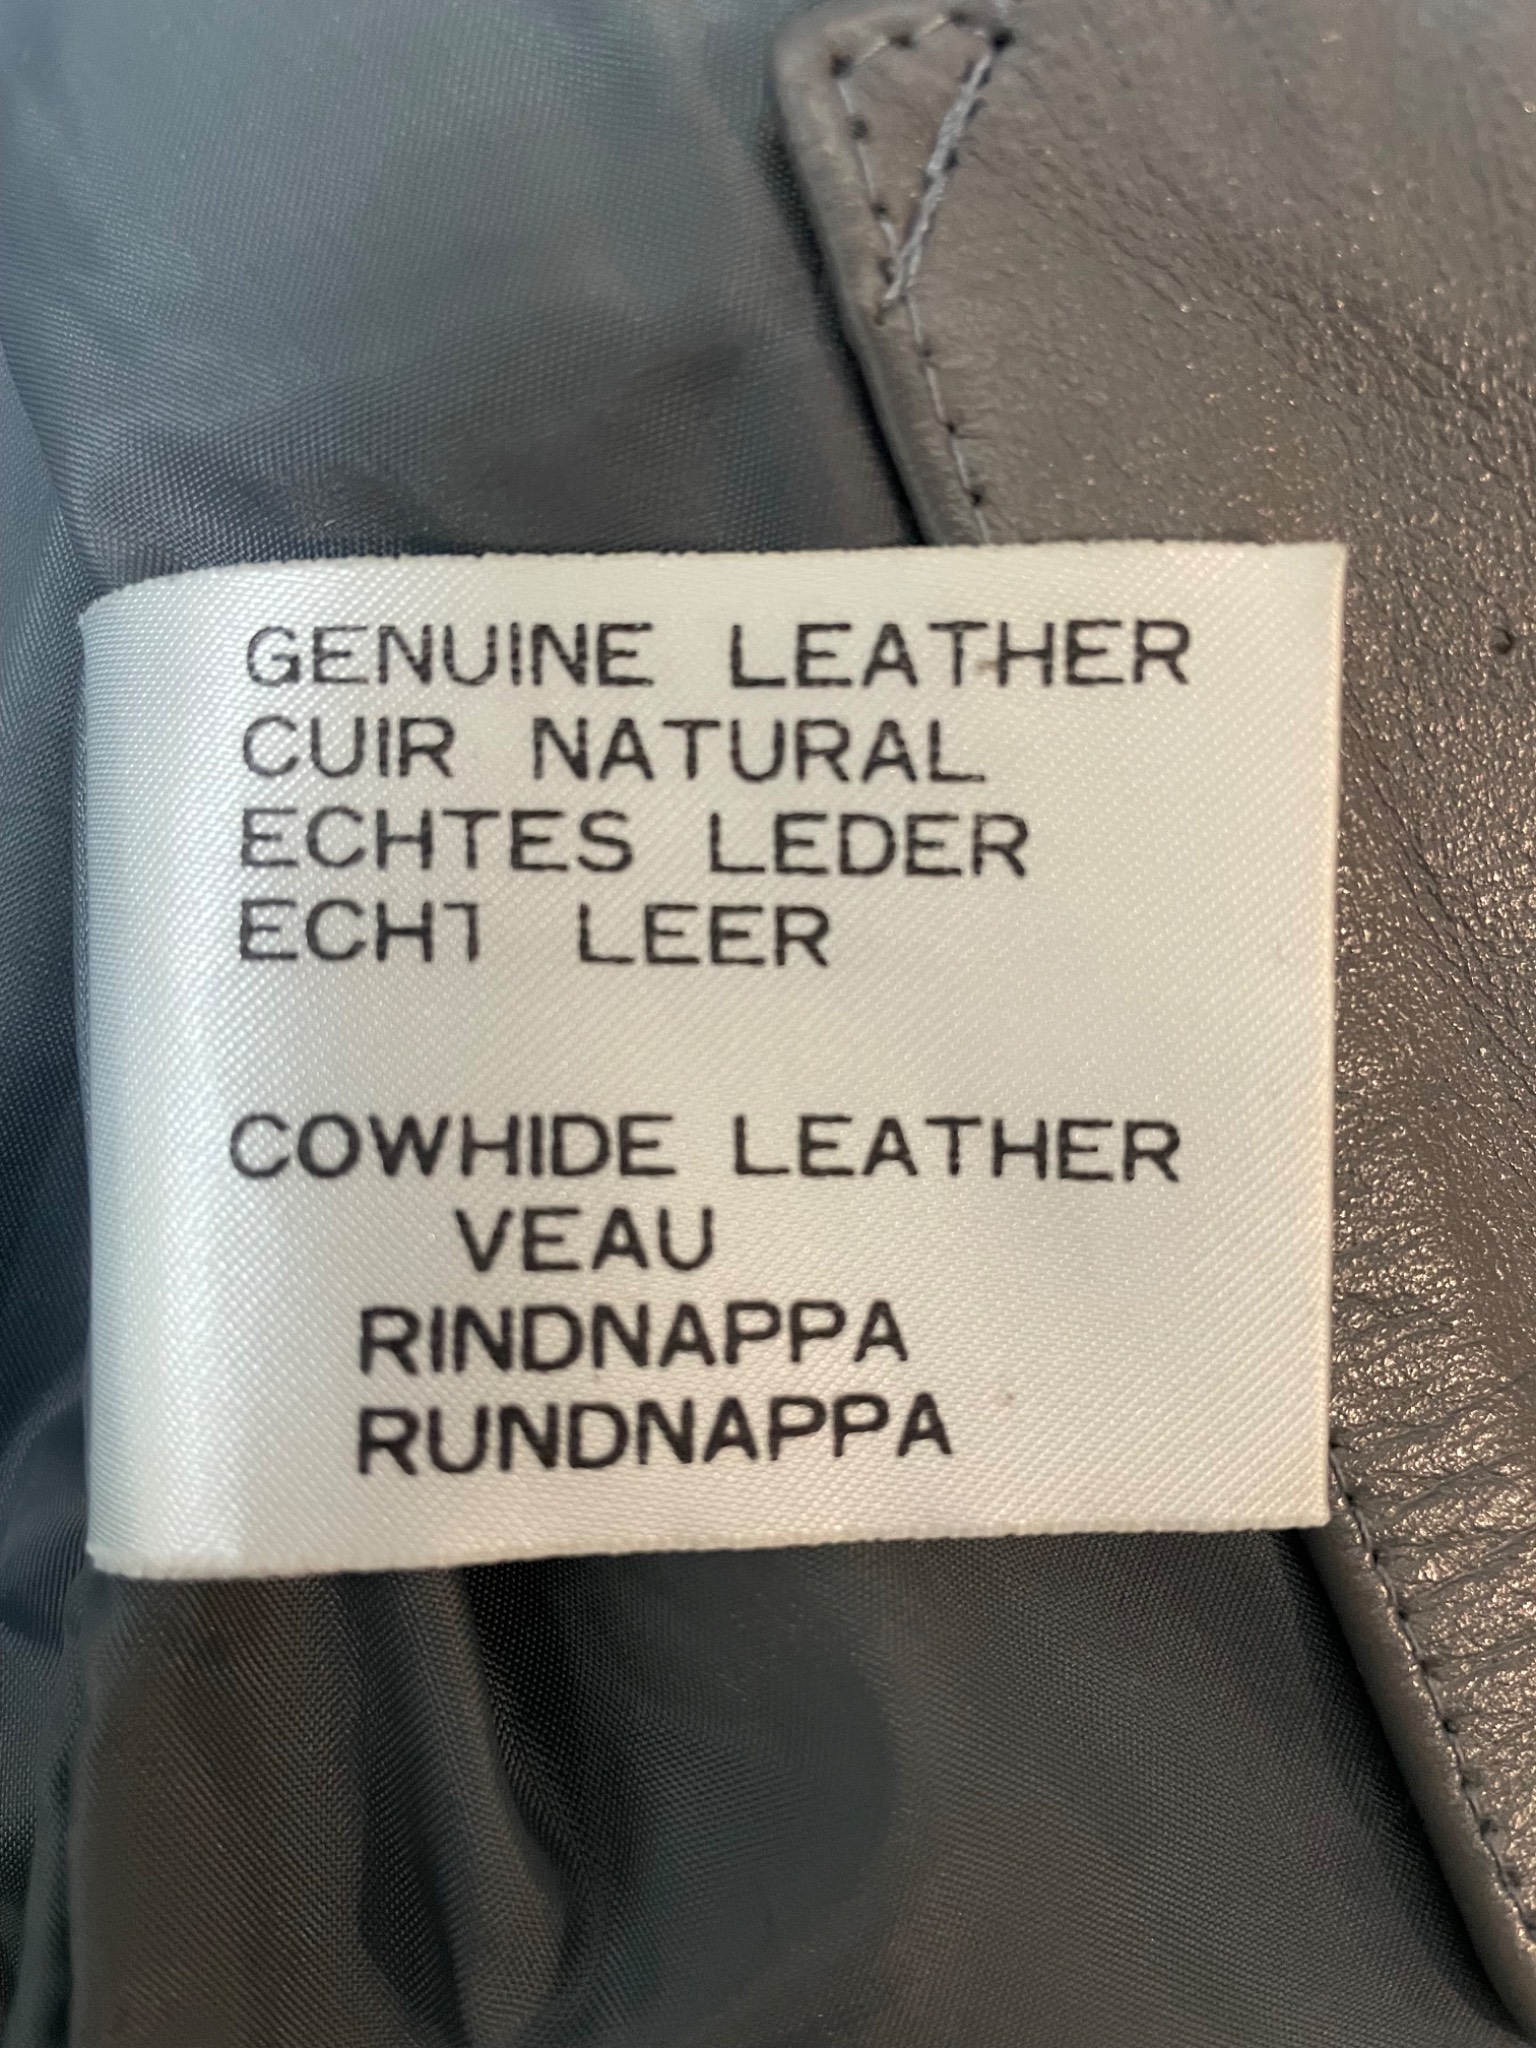 GENUINE LEATHER
CUIR NATURAL
ECHTES LEDER
ECHT LEER
COWHIDE LEATHER
VEAU
RINDNAPPA
RUNDNAPPA